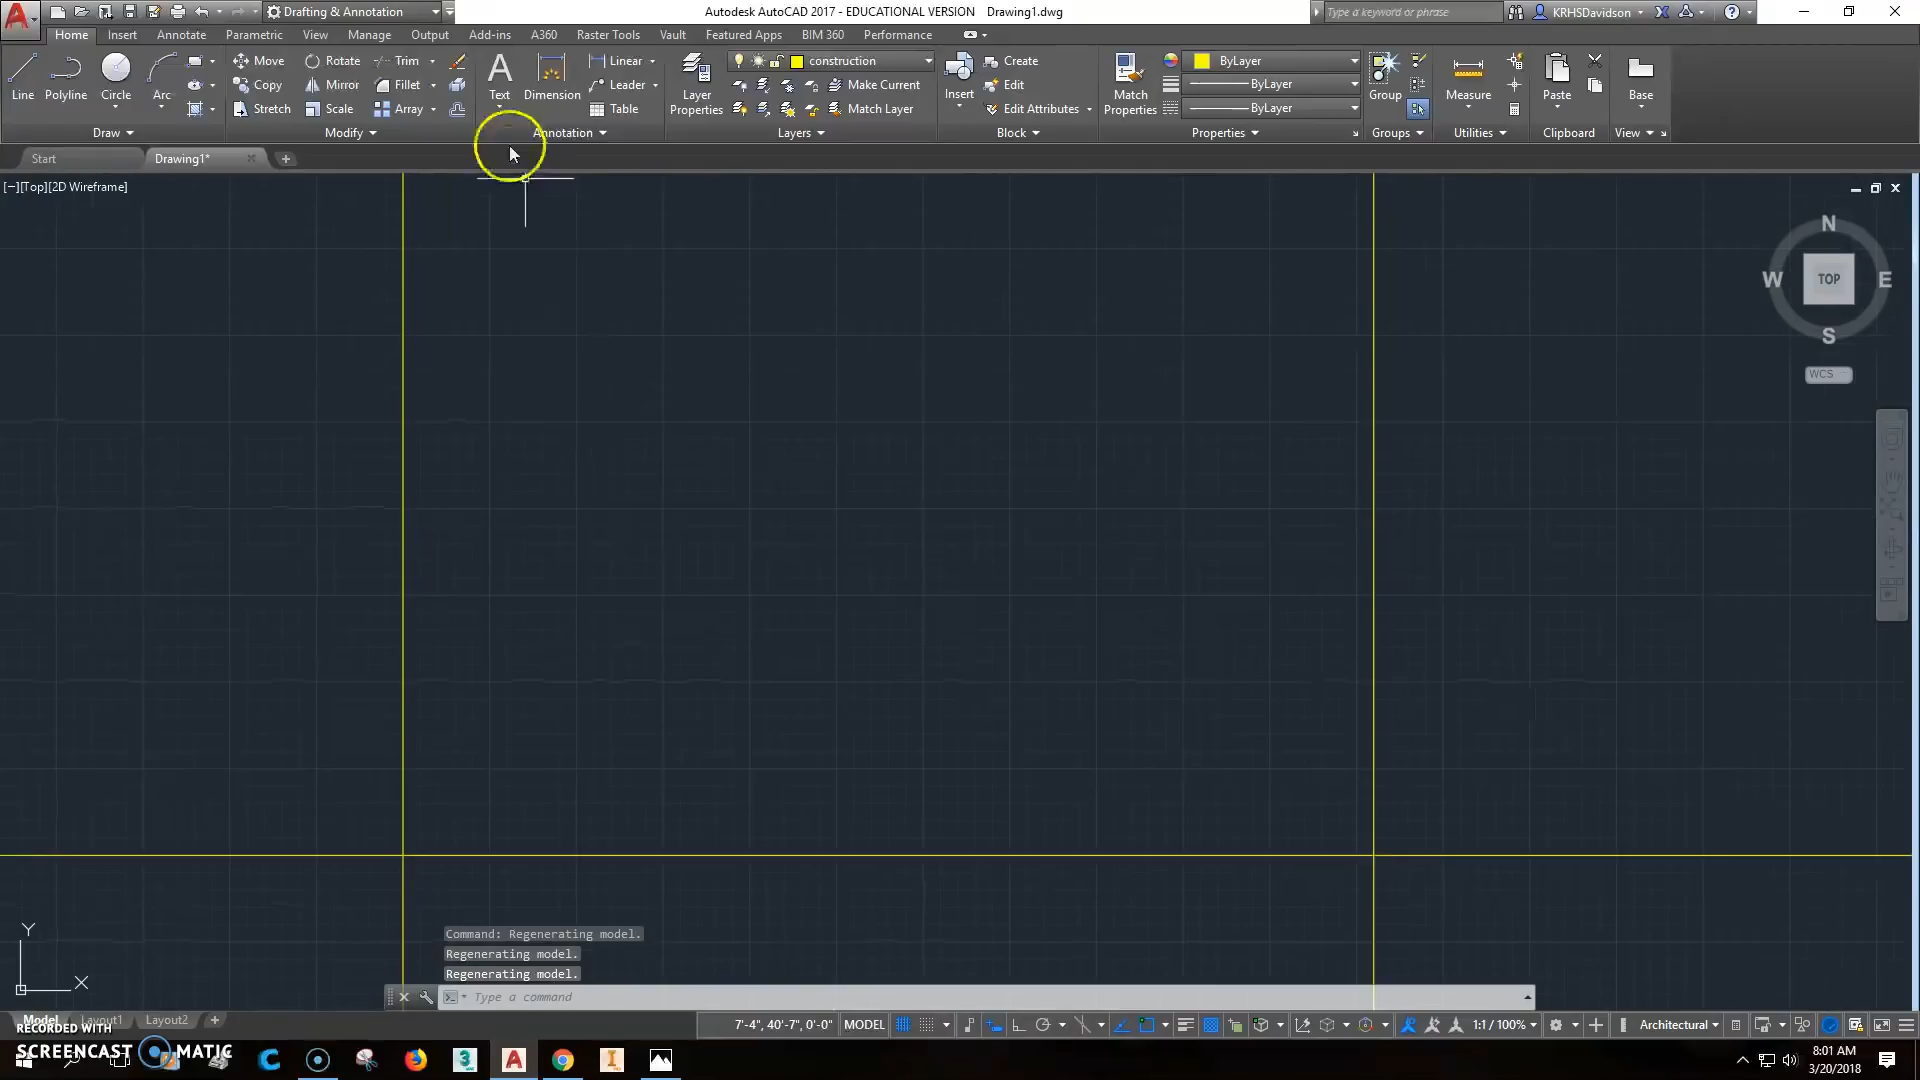 Drafting & Annotation
Autodesk AutoCAD 2017 - EDUCATIONAL VERSION Drawing1.dwg
Type a keyword or phrase
KRHSDavidson
Home Insert Annotate Parametric View Manage Output Add-ins A360 Raster Tools Vault Featured Apps BIM 360 Performance
Line Polyline Circle Arc
Move Rotate Trim
Copy Mirror Fillet
Stretch Scale Array
Text Dimension
Linear
Leader
Table
Layer Properties
construction
Make Current
Match Layer
Insert
Create
Edit
Edit Attributes
Match Properties
ByLayer
ByLayer
ByLayer
Group
Measure
Paste
Base
Draw Modify Annotation Layers Block Properties Groups Utilities Clipboard View
Start Drawing1*
[−][Top][2D Wireframe]
N
W TOP E
S
WCS
Y
X
Command: Regenerating model.
Regenerating model.
Regenerating model.
Type a command
Model Layout1 Layout2
7'-4", 40'-7", 0'-0" MODEL 1:1 / 100% Architectural
RECORDED WITH
SCREENCAST MATIC
8:01 AM
3/20/2018